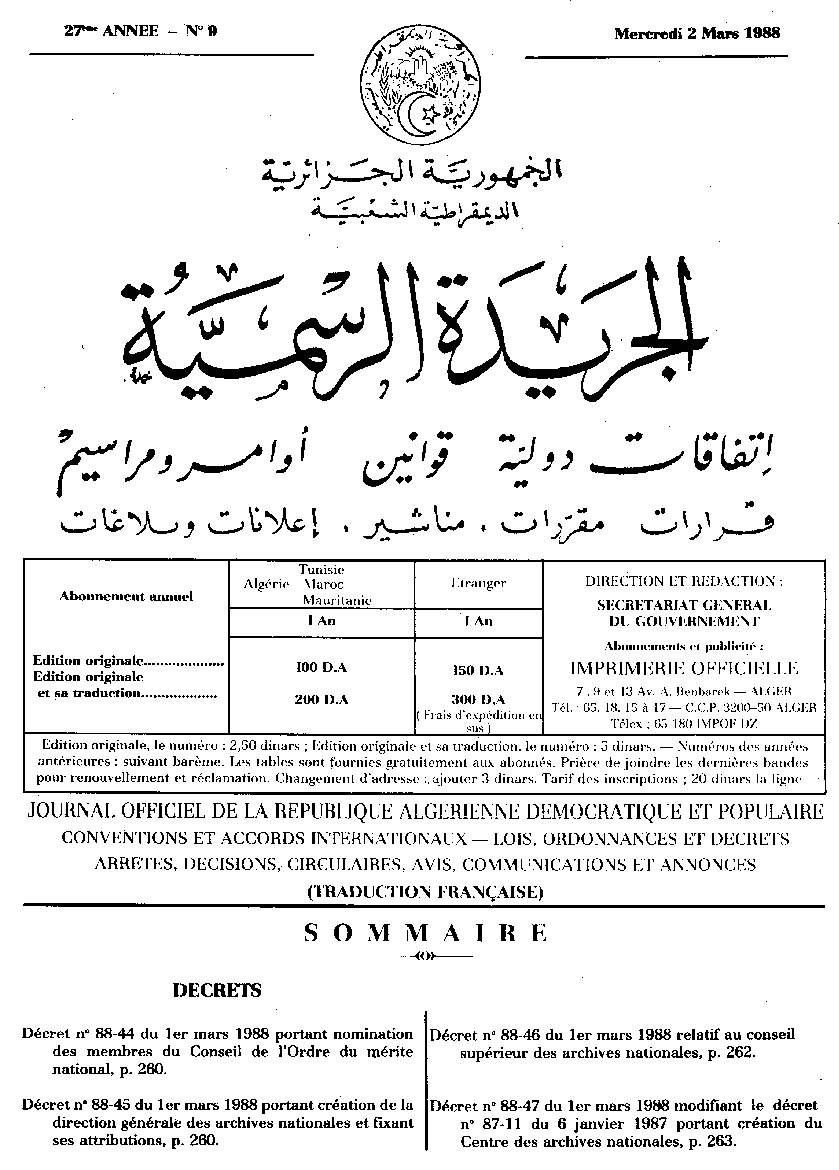 27ème ANNEE – N° 9
Mercredi 2 Mars 1988
الجمهورية الجزائرية
الديمقراطية الشعبية
الجريدة الرسمية
إتفاقات دولية قوانين أوامر ومراسيم
قرارات مقررات ، مناشير ، إعلانات وبلاغات
Abonnement annuel
Algérie
Tunisie
Maroc
Mauritanie
Etranger
1 An
1 An
Edition originale....................
100 D.A
150 D.A
Edition originale
et sa traduction...................
200 D.A
300 D.A
( Frais d'expédition en
sus )
DIRECTION ET REDACTION :
SECRETARIAT GENERAL
DU GOUVERNEMENT
Abonnements et publicité :
IMPRIMERIE OFFICIELLE
7, 9 et 13 Av. A. Benbarek — ALGER
Tél. : 65. 18. 15 à 17 — C.C.P. 3200-50 ALGER
Télex : 65 180 IMPOF DZ
Edition originale, le numéro : 2,50 dinars ; Edition originale et sa traduction, le numéro : 5 dinars. — Numéros des années
antérieures : suivant barème. Les tables sont fournies gratuitement aux abonnés. Prière de joindre les dernières bandes
pour renouvellement et réclamation. Changement d'adresse : ajouter 3 dinars. Tarif des inscriptions : 20 dinars la ligne
JOURNAL OFFICIEL DE LA REPUBLIQUE ALGERIENNE DEMOCRATIQUE ET POPULAIRE
CONVENTIONS ET ACCORDS INTERNATIONAUX — LOIS, ORDONNANCES ET DECRETS
ARRETES, DECISIONS, CIRCULAIRES, AVIS, COMMUNICATIONS ET ANNONCES
(TRADUCTION FRANÇAISE)
SOMMAIRE
DECRETS
Décret n° 88-44 du 1er mars 1988 portant nomination
des membres du Conseil de l'Ordre du mérite
national, p. 260.
Décret n° 88-45 du 1er mars 1988 portant création de la
direction générale des archives nationales et fixant
ses attributions, p. 260.
Décret n° 88-46 du 1er mars 1988 relatif au conseil
supérieur des archives nationales, p. 262.
Décret n° 88-47 du 1er mars 1988 modifiant le décret
n° 87-11 du 6 janvier 1987 portant création du
Centre des archives nationales, p. 263.